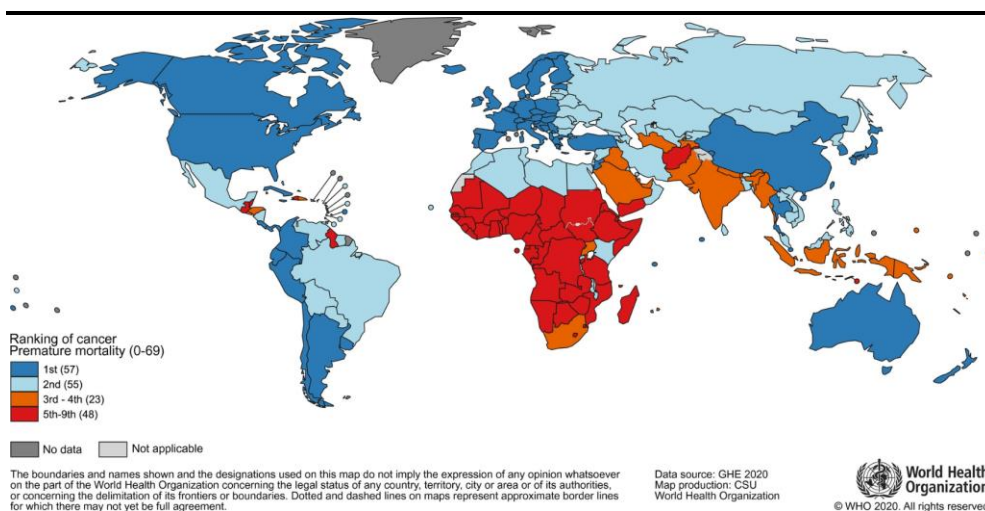 Ranking of cancer
Premature mortality (0-69)
1st (57)
2nd (55)
3rd - 4th (23)
5th-9th (48)
No data
Not applicable
The boundaries and names shown and the designations used on this map do not imply the expression of any opinion whatsoever
on the part of the World Health Organization concerning the legal status of any country, territory, city or area or of its authorities,
or concerning the delimitation of its frontiers or boundaries. Dotted and dashed lines on maps represent approximate border lines
for which there may not yet be full agreement.
Data source: GHE 2020
Map production: CSU
World Health Organization
World Health
Organization
© WHO 2020. All rights reserved